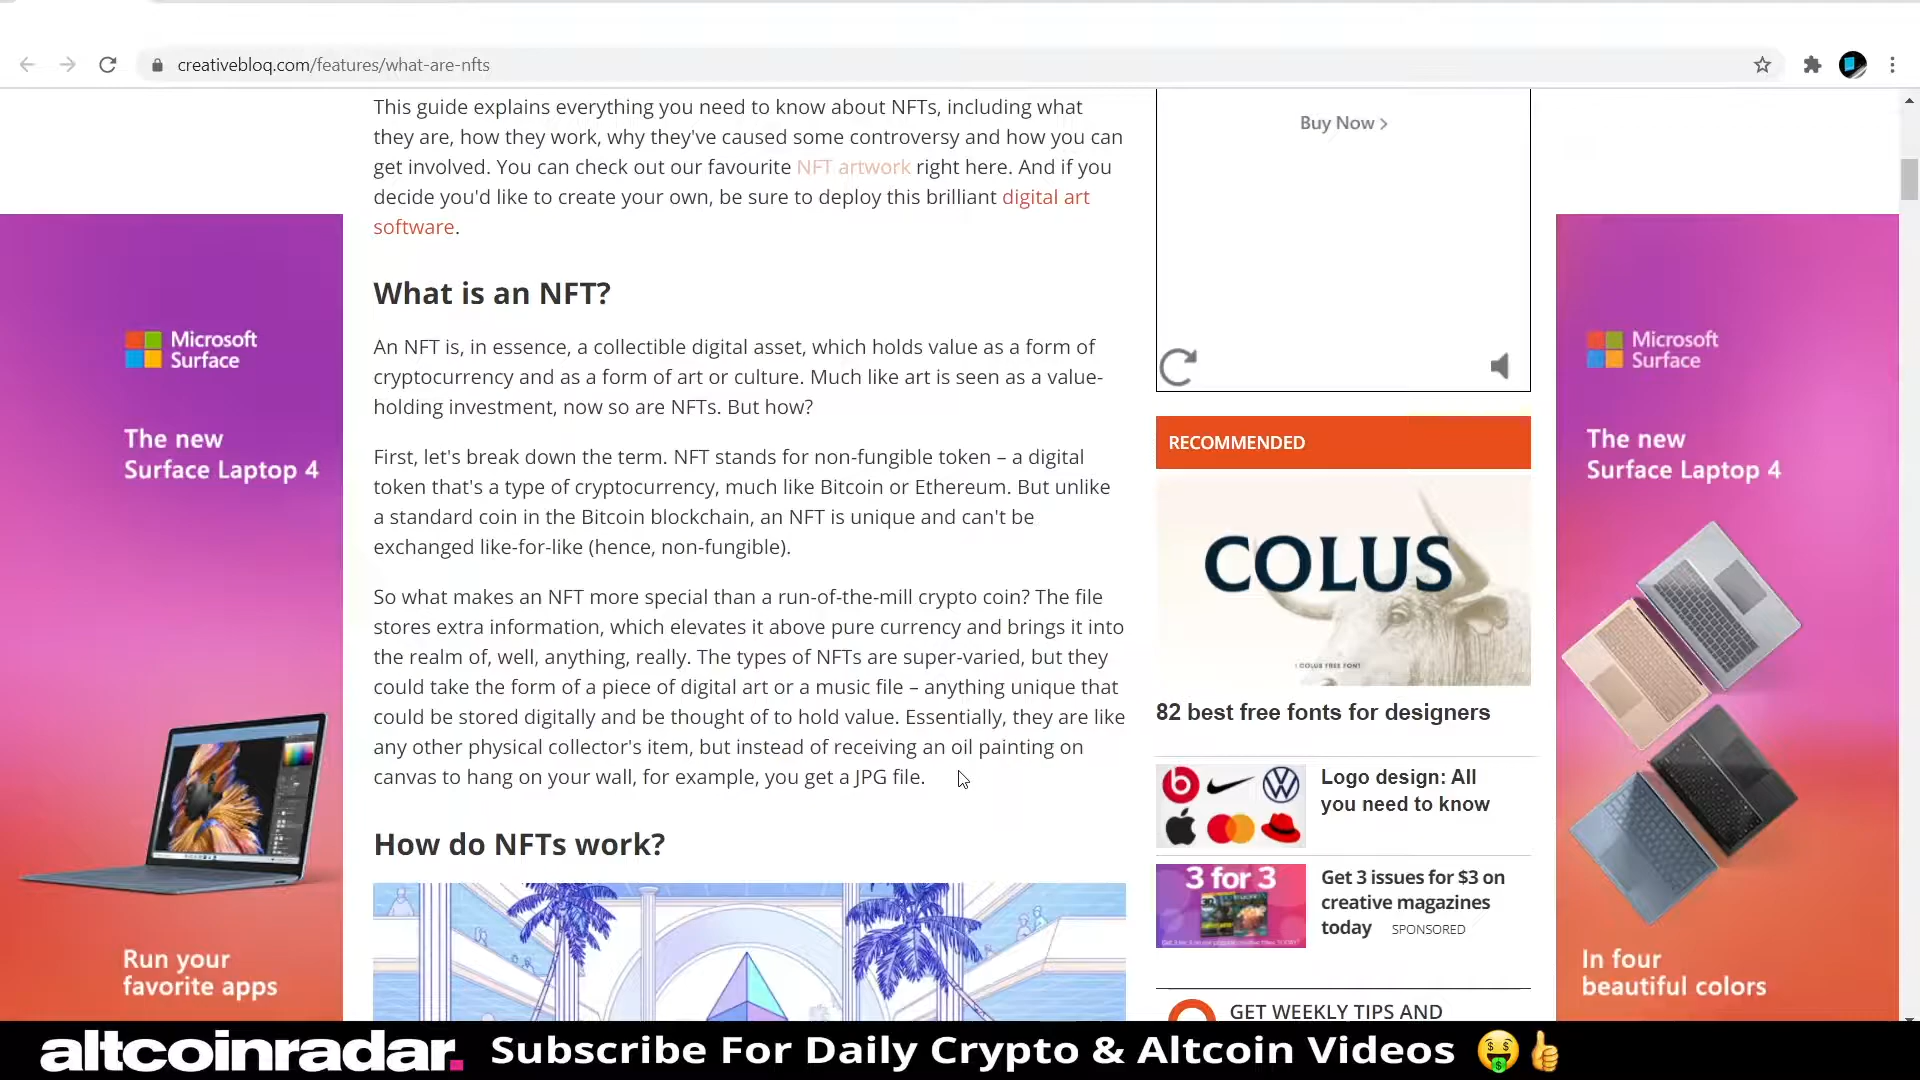 creativebloq.com/features/what-are-nfts
This guide explains everything you need to know about NFTs, including what
they are, how they work, why they've caused some controversy and how you can
get involved. You can check out our favourite NFT artwork right here. And if you
decide you'd like to create your own, be sure to deploy this brilliant digital art
software.
What is an NFT?
An NFT is, in essence, a collectible digital asset, which holds value as a form of
cryptocurrency and as a form of art or culture. Much like art is seen as a value-
holding investment, now so are NFTs. But how?
First, let's break down the term. NFT stands for non-fungible token – a digital
token that's a type of cryptocurrency, much like Bitcoin or Ethereum. But unlike
a standard coin in the Bitcoin blockchain, an NFT is unique and can't be
exchanged like-for-like (hence, non-fungible).
So what makes an NFT more special than a run-of-the-mill crypto coin? The file
stores extra information, which elevates it above pure currency and brings it into
the realm of, well, anything, really. The types of NFTs are super-varied, but they
could take the form of a piece of digital art or a music file – anything unique that
could be stored digitally and be thought of to hold value. Essentially, they are like
any other physical collector's item, but instead of receiving an oil painting on
canvas to hang on your wall, for example, you get a JPG file.
How do NFTs work?
Microsoft
Surface
The new
Surface Laptop 4
Run your
favorite apps
Buy Now >
RECOMMENDED
COLUS
COLUS FREE FONT
82 best free fonts for designers
Logo design: All
you need to know
3 for 3
Get 3 issues for $3 on
creative magazines
today SPONSORED
GET WEEKLY TIPS AND
Microsoft
Surface
The new
Surface Laptop 4
In four
beautiful colors
altcoinradar. Subscribe For Daily Crypto & Altcoin Videos 🤑👍